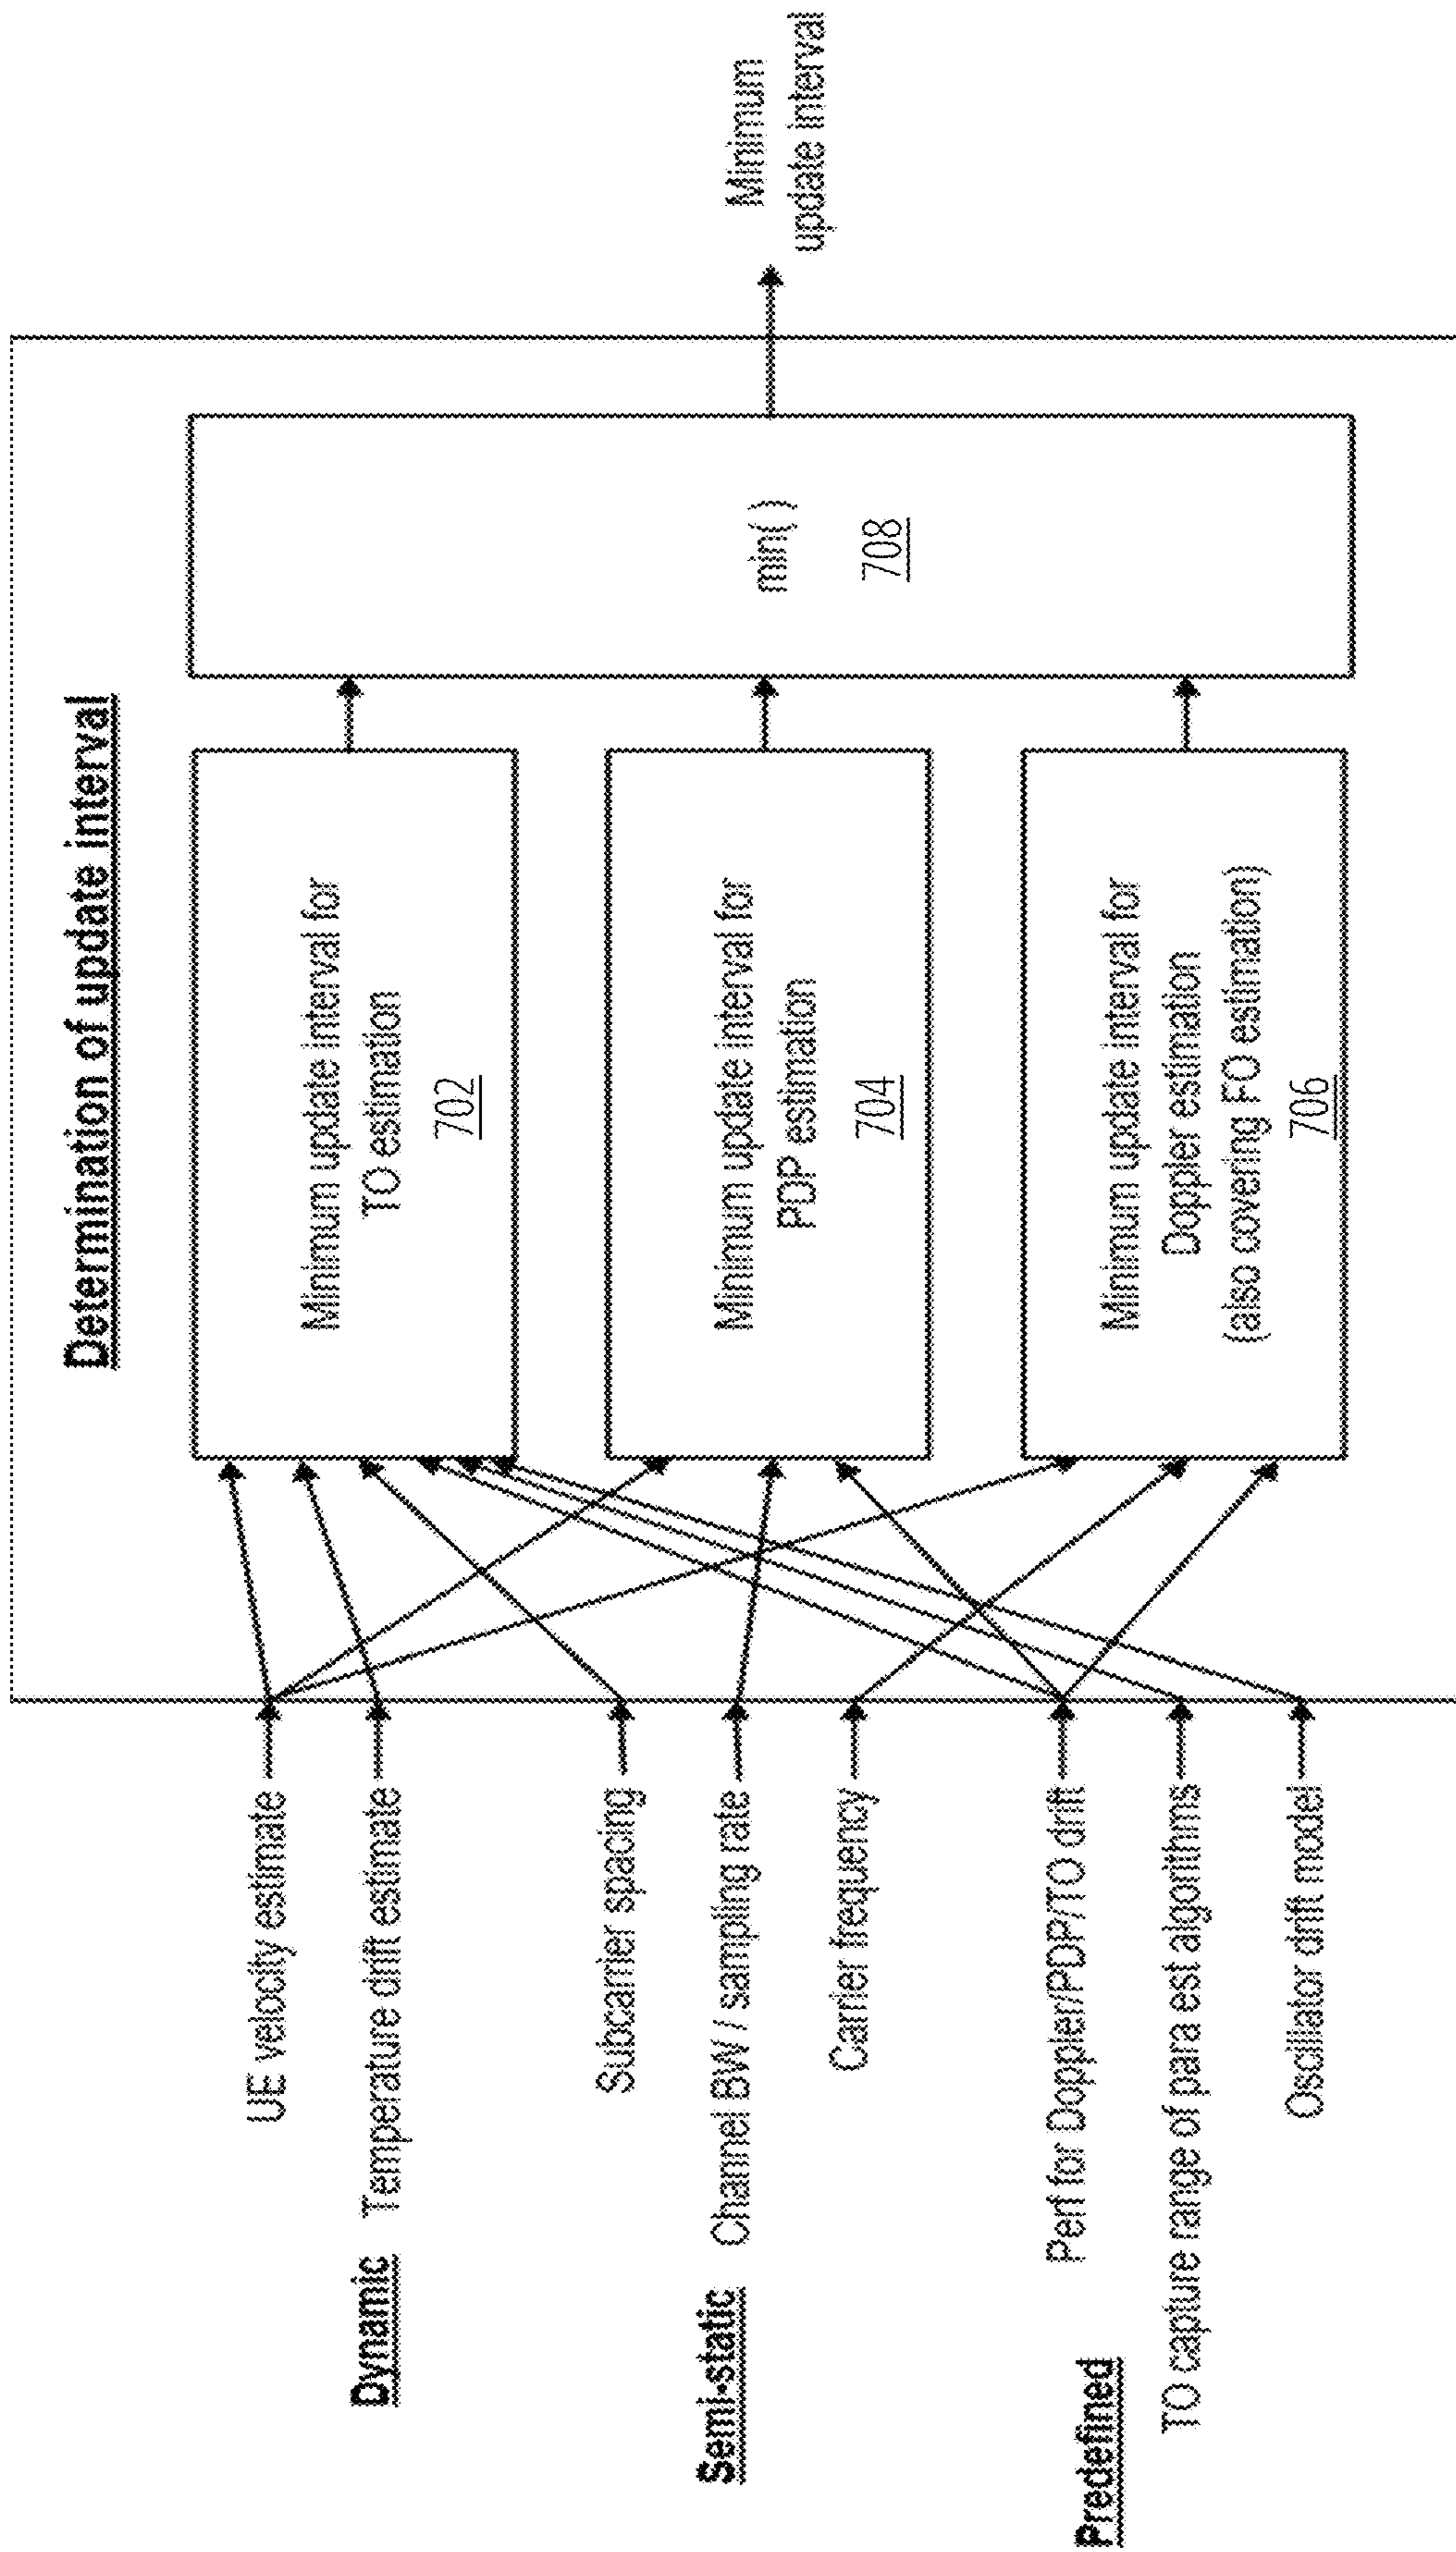 Determination of update interval
Dynamic
UE velocity estimate
Temperature drift estimate
Semi-static
Subcarrier spacing
Channel BW / sampling rate
Carrier frequency
Predefined
Perf for Doppler/PDP/TO drift
TO capture range of para est algorithms
Oscillator drift model
Minimum update interval for
TO estimation
702
Minimum update interval for
PDP estimation
704
Minimum update interval for
Doppler estimation
(also covering FO estimation)
706
min( )
708
Minimum
update interval